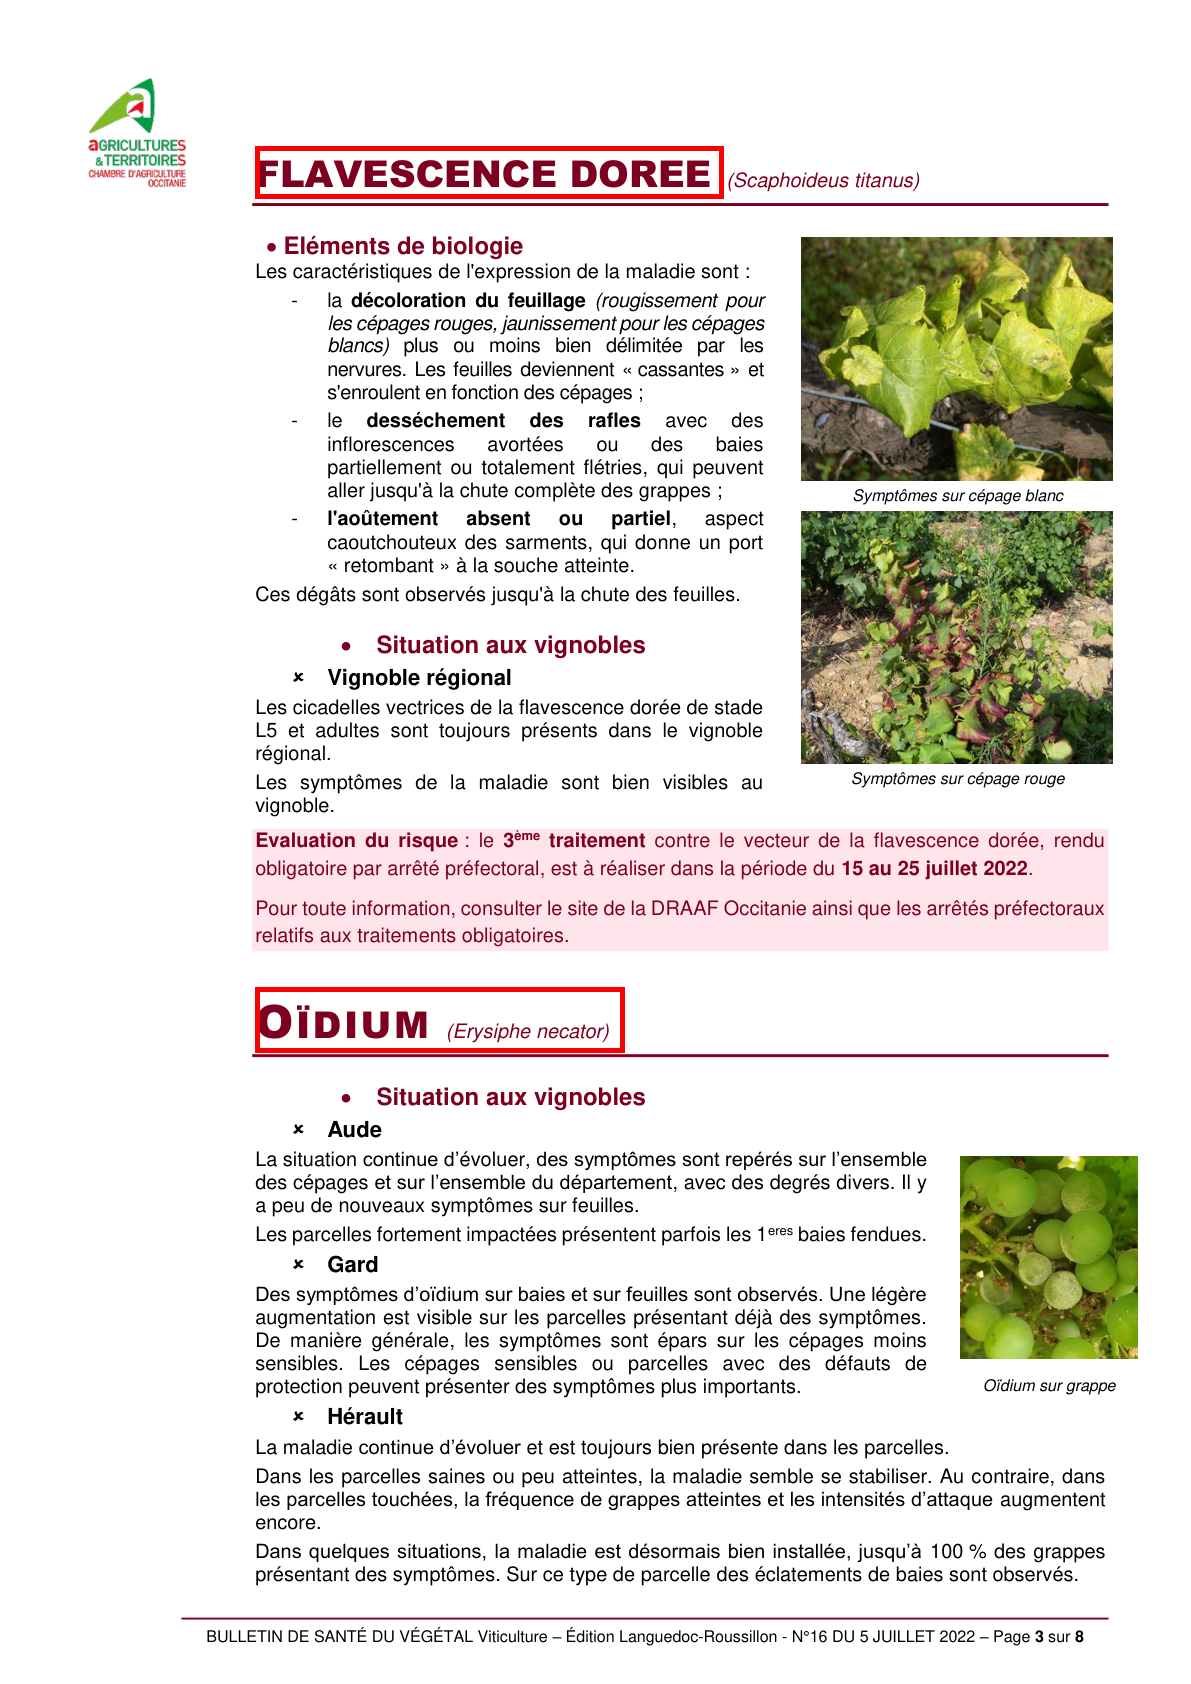 aGRICULTURES
& TERRITOIRES
CHAMBRE D'AGRICULTURE
OCCITANIE
FLAVESCENCE DOREE (Scaphoideus titanus)
• Eléments de biologie
Les caractéristiques de l'expression de la maladie sont :
- la décoloration du feuillage (rougissement pour
les cépages rouges, jaunissement pour les cépages
blancs) plus ou moins bien délimitée par les
nervures. Les feuilles deviennent « cassantes » et
s'enroulent en fonction des cépages ;
- le desséchement des rafles avec des
inflorescences avortées ou des baies
partiellement ou totalement flétries, qui peuvent
aller jusqu'à la chute complète des grappes ;
- l'aoûtement absent ou partiel, aspect
caoutchouteux des sarments, qui donne un port
« retombant » à la souche atteinte.
Ces dégâts sont observés jusqu'à la chute des feuilles.
Symptômes sur cépage blanc
Symptômes sur cépage rouge
• Situation aux vignobles
× Vignoble régional
Les cicadelles vectrices de la flavescence dorée de stade
L5 et adultes sont toujours présents dans le vignoble
régional.
Les symptômes de la maladie sont bien visibles au
vignoble.
Evaluation du risque : le 3ème traitement contre le vecteur de la flavescence dorée, rendu
obligatoire par arrêté préfectoral, est à réaliser dans la période du 15 au 25 juillet 2022.
Pour toute information, consulter le site de la DRAAF Occitanie ainsi que les arrêtés préfectoraux
relatifs aux traitements obligatoires.
OÏDIUM (Erysiphe necator)
• Situation aux vignobles
× Aude
La situation continue d’évoluer, des symptômes sont repérés sur l’ensemble
des cépages et sur l’ensemble du département, avec des degrés divers. Il y
a peu de nouveaux symptômes sur feuilles.
Les parcelles fortement impactées présentent parfois les 1eres baies fendues.
× Gard
Des symptômes d’oïdium sur baies et sur feuilles sont observés. Une légère
augmentation est visible sur les parcelles présentant déjà des symptômes.
De manière générale, les symptômes sont épars sur les cépages moins
sensibles. Les cépages sensibles ou parcelles avec des défauts de
protection peuvent présenter des symptômes plus importants.
Oïdium sur grappe
× Hérault
La maladie continue d’évoluer et est toujours bien présente dans les parcelles.
Dans les parcelles saines ou peu atteintes, la maladie semble se stabiliser. Au contraire, dans
les parcelles touchées, la fréquence de grappes atteintes et les intensités d’attaque augmentent
encore.
Dans quelques situations, la maladie est désormais bien installée, jusqu’à 100 % des grappes
présentant des symptômes. Sur ce type de parcelle des éclatements de baies sont observés.
BULLETIN DE SANTÉ DU VÉGÉTAL Viticulture – Édition Languedoc-Roussillon - N°16 DU 5 JUILLET 2022 – Page 3 sur 8